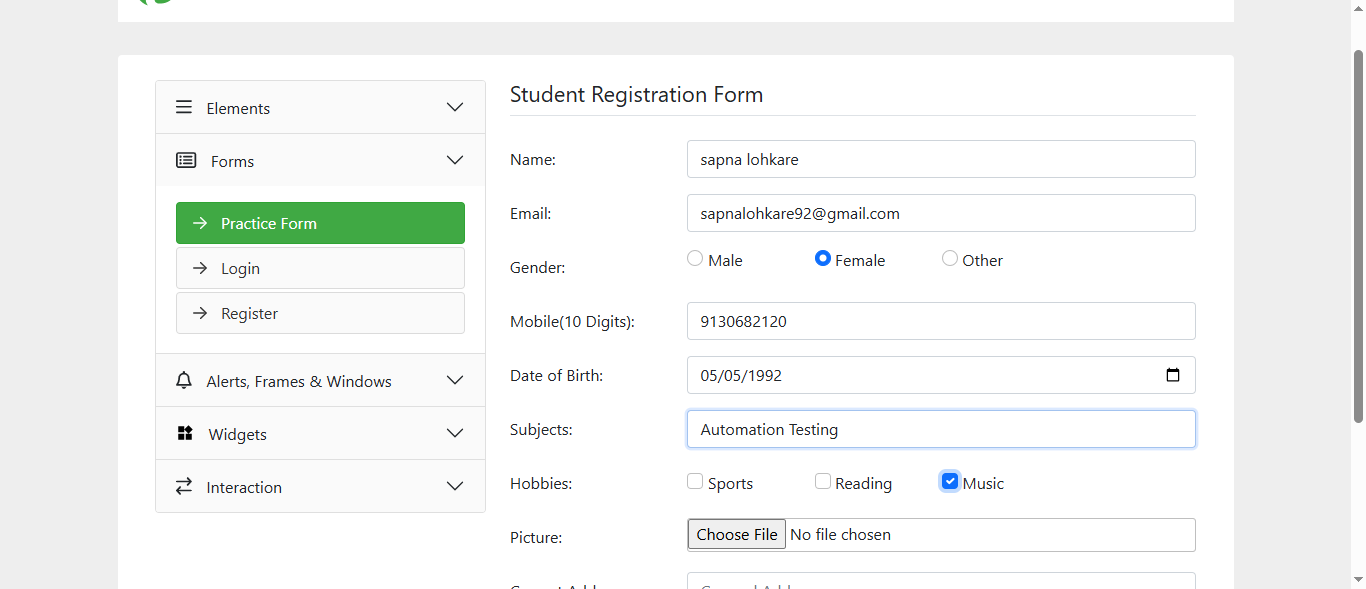 Elements
Forms
Practice Form
Login
Register
Alerts, Frames & Windows
Widgets
Interaction
Student Registration Form
Name: sapna lohkare
Email: sapnalohkare92@gmail.com
Gender: Male Female Other
Mobile(10 Digits): 9130682120
Date of Birth: 05/05/1992
Subjects: Automation Testing
Hobbies: Sports Reading Music
Picture: Choose File No file chosen